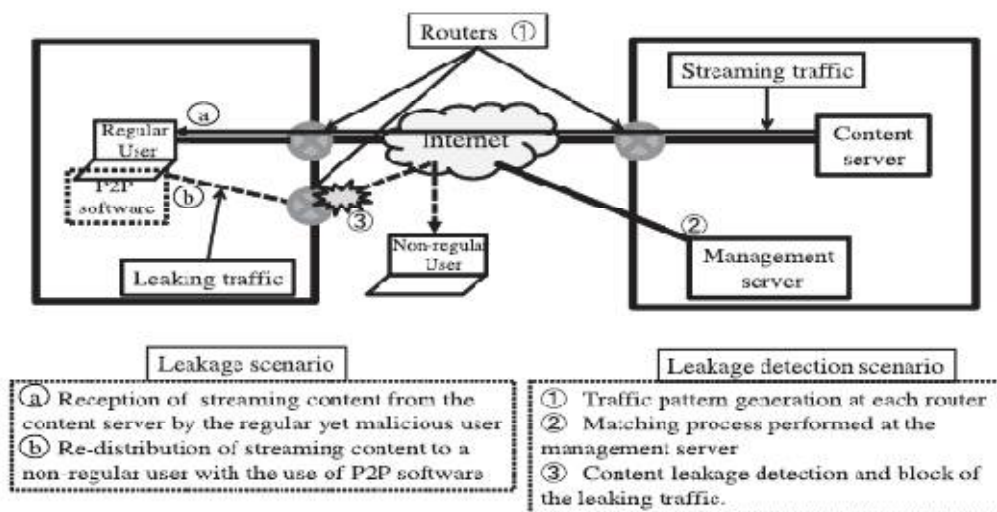 Routers ①
Streaming traffic
ⓐ
Regular
User
Internet
Content
server
P2P
software
ⓑ
③
②
Non-regular
User
Leaking traffic
Management
server
Leakage scenario
ⓐ Reception of streaming content from the
content server by the regular yet malicious user
ⓑ Re-distribution of streaming content to a
non-regular user with the use of P2P software
Leakage detection scenario
① Traffic pattern generation at each router
② Matching process performed at the
management server
③ Content leakage detection and block of
the leaking traffic.